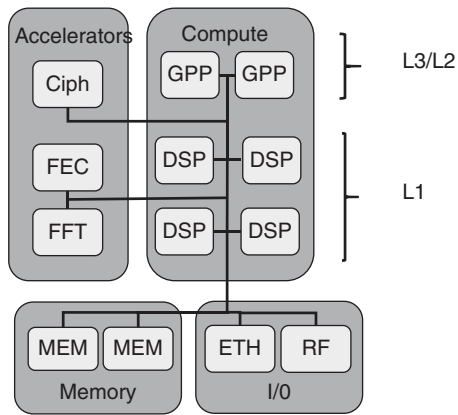 Accelerators
Compute
Ciph
GPP GPP
L3/L2
FEC
DSP DSP
L1
FFT
DSP DSP
MEM MEM
ETH RF
Memory
I/0